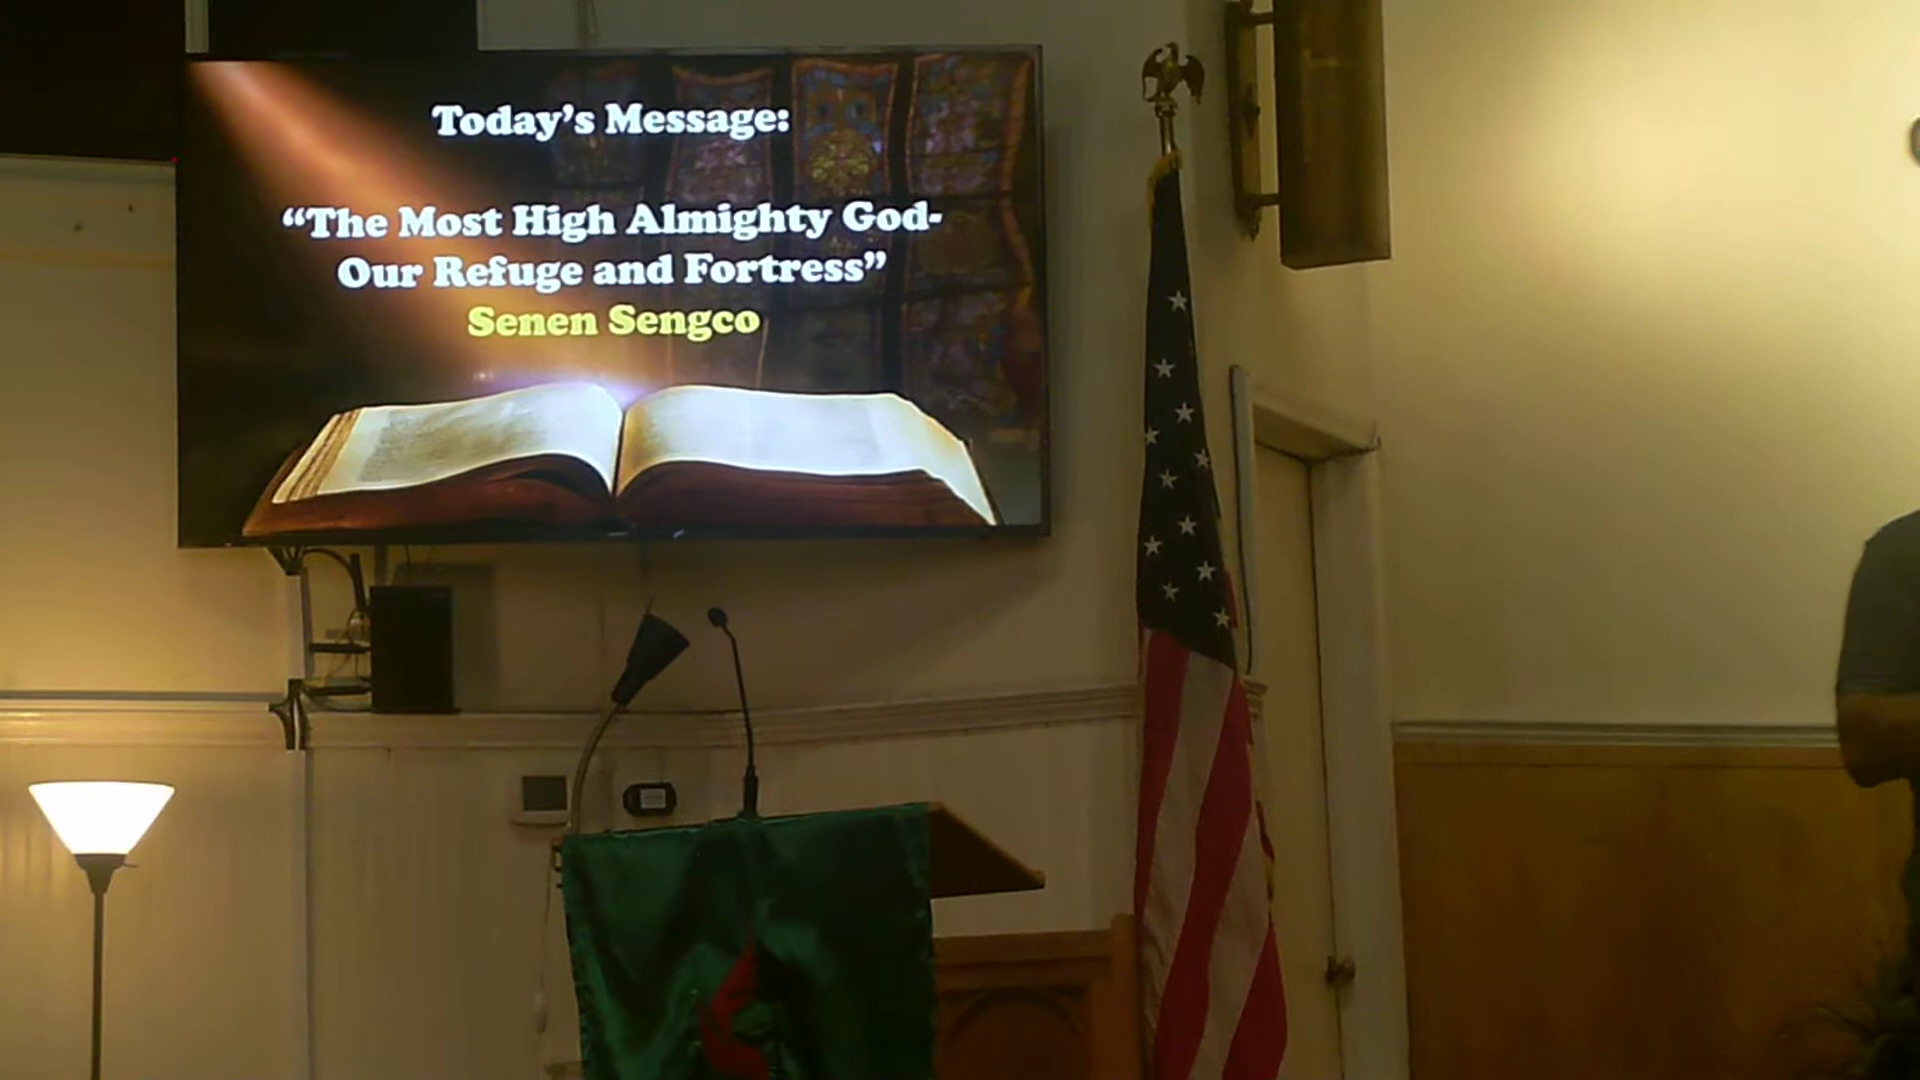 Today's Message:
“The Most High Almighty God-
Our Refuge and Fortress”
Senen Sengco